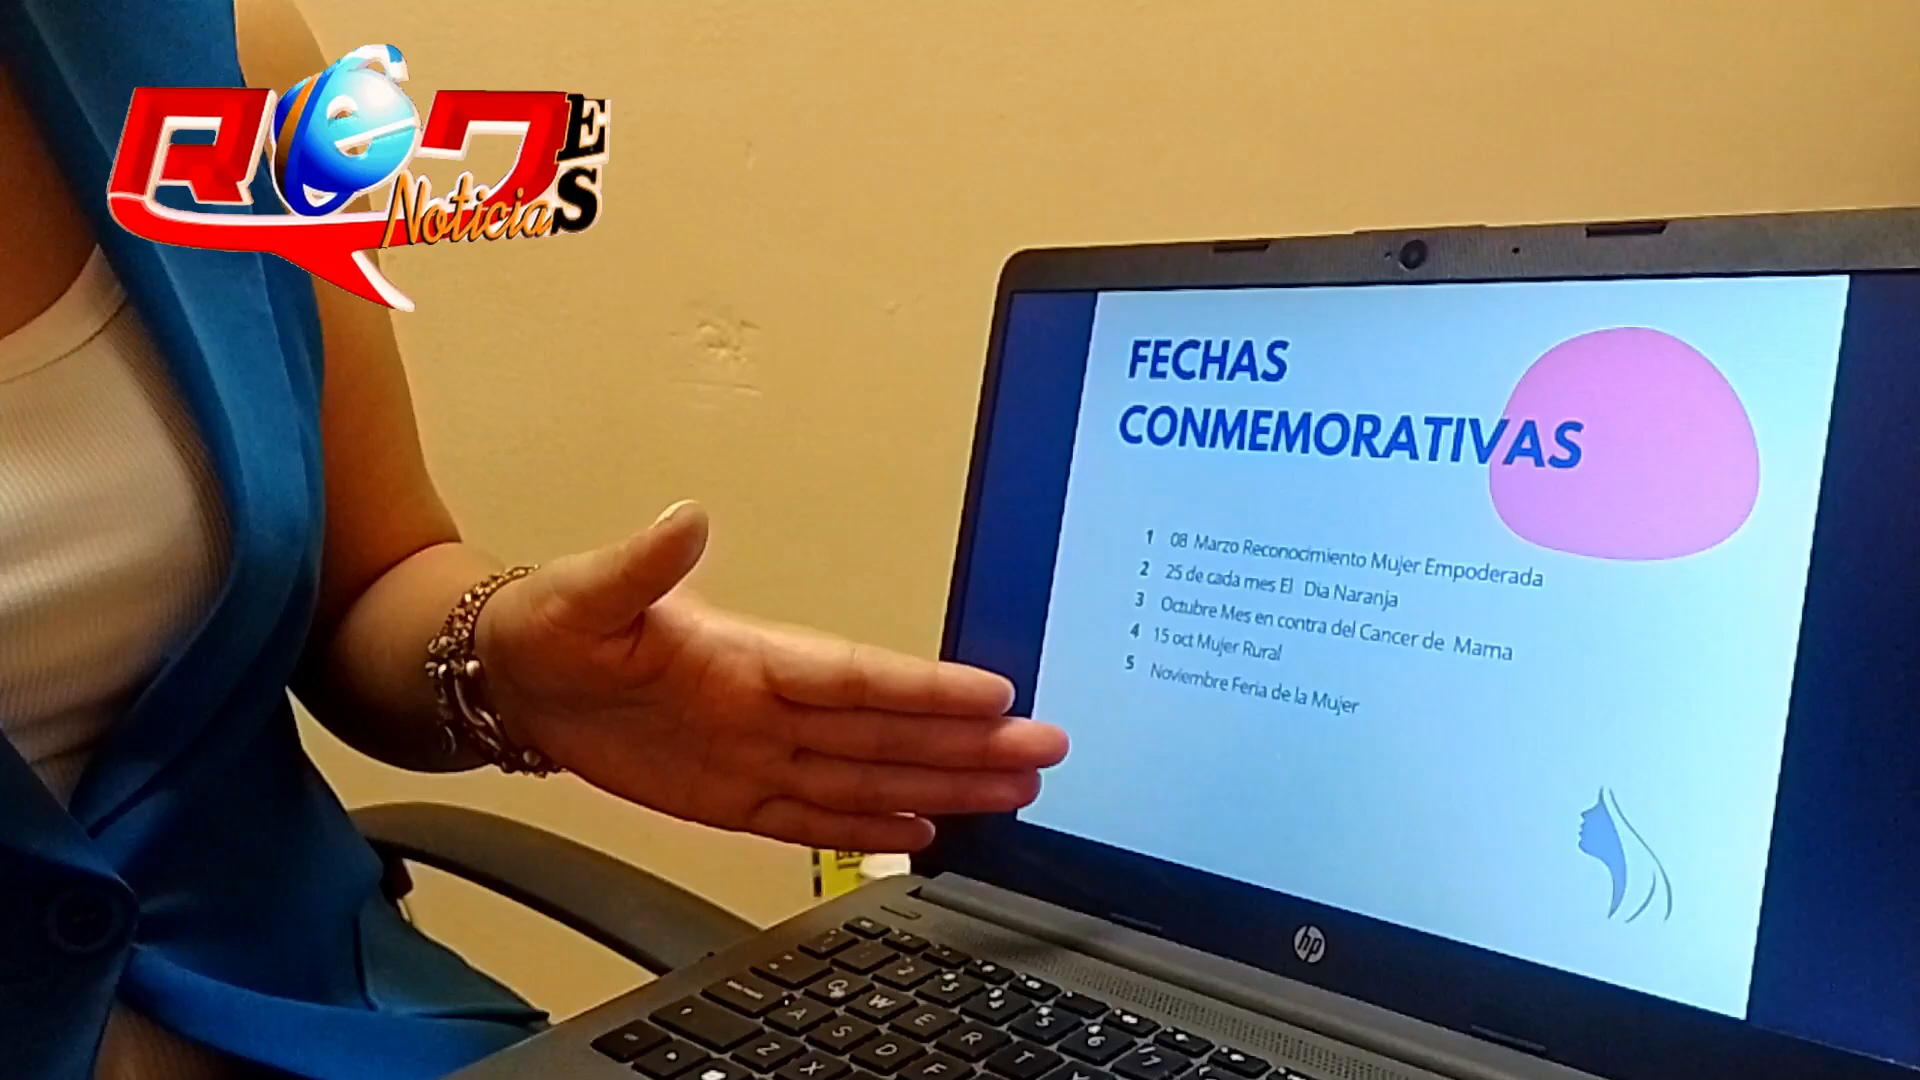 Re7
Noticias
ES
FECHAS
CONMEMORATIVAS
1 08 Marzo Reconocimiento Mujer Empoderada
2 25 de cada mes El Dia Naranja
3 Octubre Mes en contra del Cancer de Mama
4 15 oct Mujer Rural
5 Noviembre Feria de la Mujer
hp
Q W E R T
A S D F
Z X